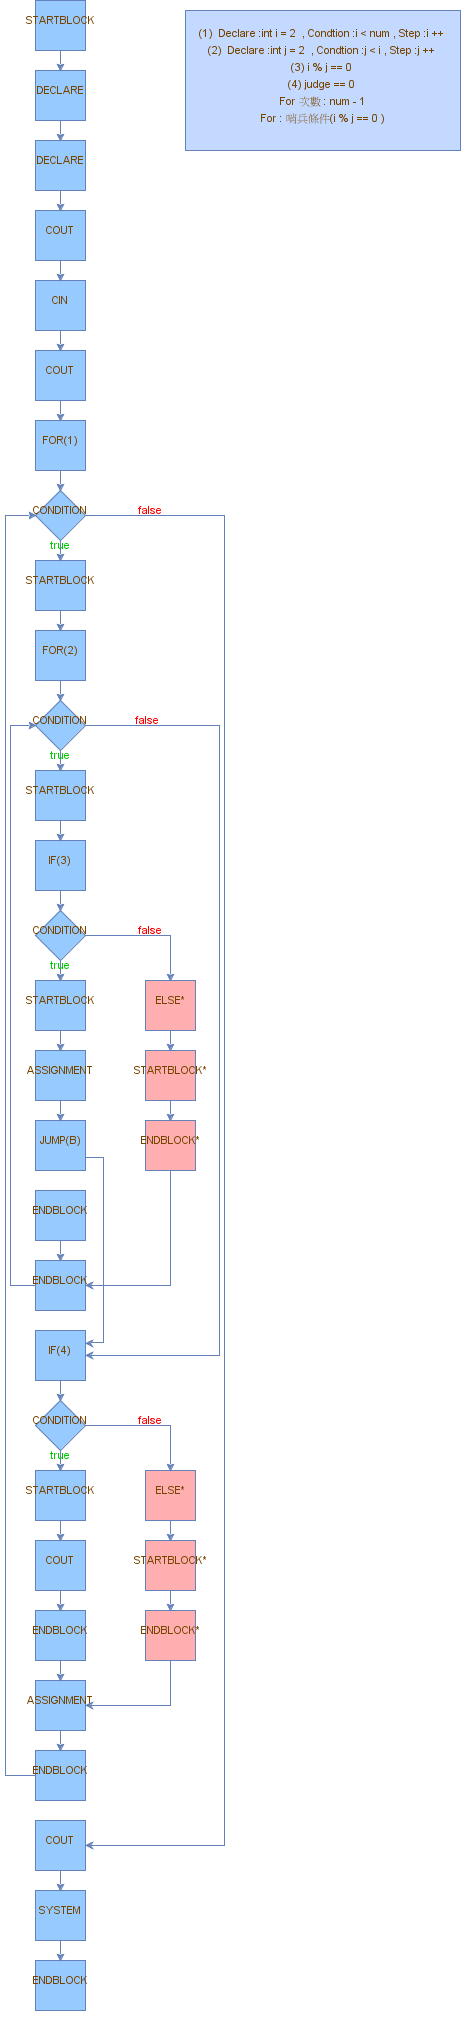 STARTBLOCK
(1) Declare :int i = 2 , Condtion :i < num , Step :i ++
(2) Declare :int j = 2 , Condtion :j < i , Step :j ++
(3) i % j == 0
(4) judge == 0
For 次數 : num - 1
For : 哨兵條件(i % j == 0 )
DECLARE
DECLARE
COUT
CIN
COUT
FOR(1)
CONDITION
false
true
STARTBLOCK
FOR(2)
CONDITION
false
true
STARTBLOCK
IF(3)
CONDITION
false
true
STARTBLOCK
ELSE*
ASSIGNMENT
STARTBLOCK*
JUMP(B)
ENDBLOCK*
ENDBLOCK
ENDBLOCK
IF(4)
CONDITION
false
true
STARTBLOCK
ELSE*
COUT
STARTBLOCK*
ENDBLOCK
ENDBLOCK*
ASSIGNMENT
ENDBLOCK
COUT
SYSTEM
ENDBLOCK